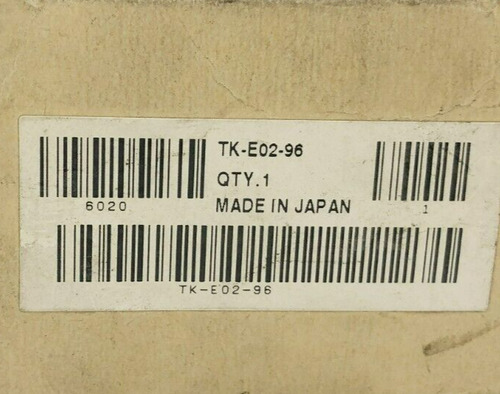 TK-E02-96
QTY.1
6020
MADE IN JAPAN
1
TK-E02-96